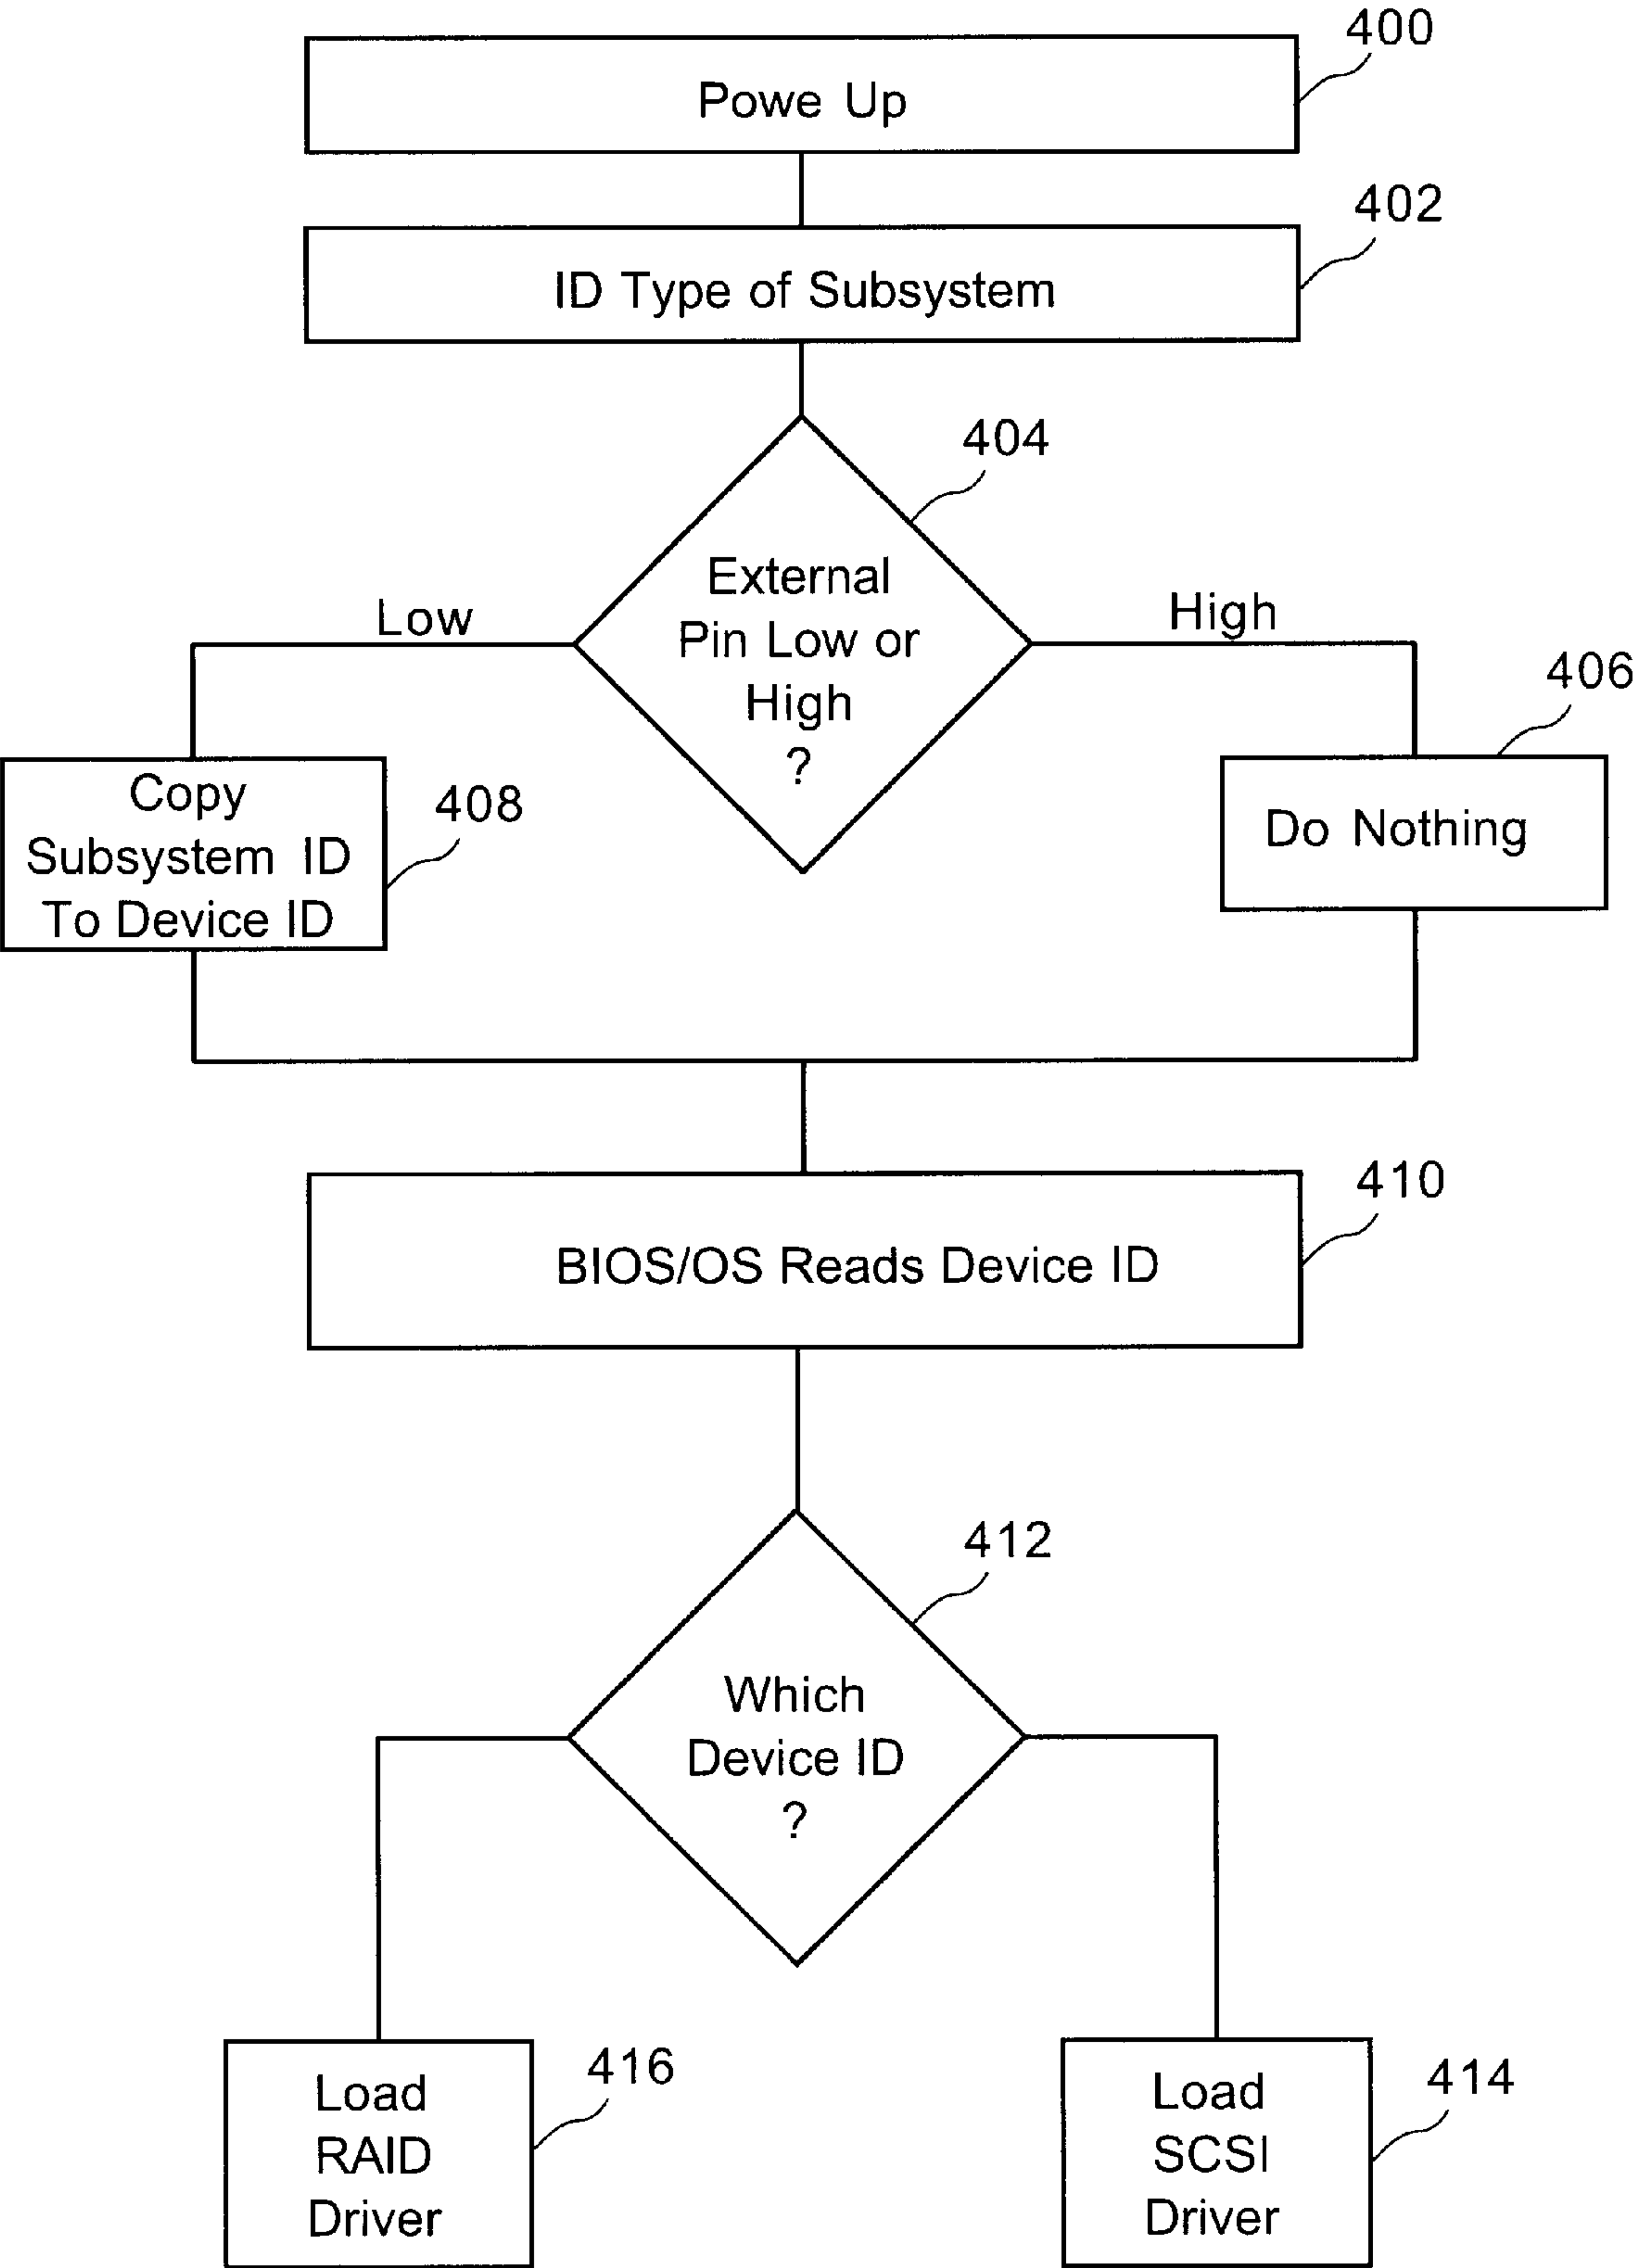 400
Powe Up
402
ID Type of Subsystem
404
External
Pin Low or
High
?
Low
High
406
Do Nothing
Copy
Subsystem ID
To Device ID
408
410
BIOS/OS Reads Device ID
412
Which
Device ID
?
416
Load
RAID
Driver
414
Load
SCSI
Driver